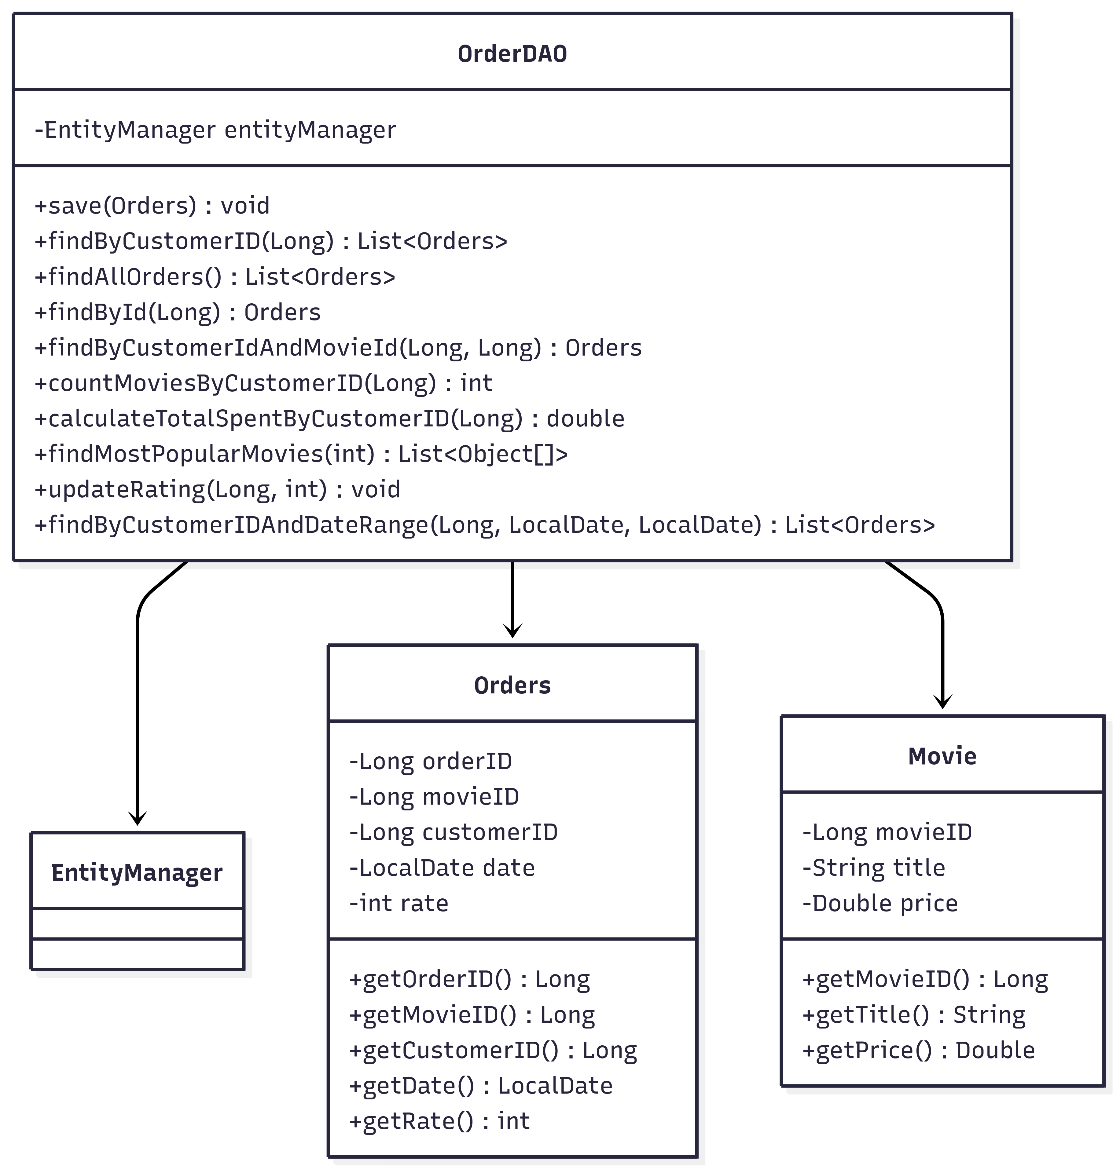 OrderDAO
-EntityManager entityManager
+save(Orders) : void
+findByCustomerID(Long) : List<Orders>
+findAllOrders() : List<Orders>
+findById(Long) : Orders
+findByCustomerIdAndMovieId(Long, Long) : Orders
+countMoviesByCustomerID(Long) : int
+calculateTotalSpentByCustomerID(Long) : double
+findMostPopularMovies(int) : List<Object[]>
+updateRating(Long, int) : void
+findByCustomerIDAndDateRange(Long, LocalDate, LocalDate) : List<Orders>
EntityManager
Orders
-Long orderID
-Long movieID
-Long customerID
-LocalDate date
-int rate
+getOrderID() : Long
+getMovieID() : Long
+getCustomerID() : Long
+getDate() : LocalDate
+getRate() : int
Movie
-Long movieID
-String title
-Double price
+getMovieID() : Long
+getTitle() : String
+getPrice() : Double